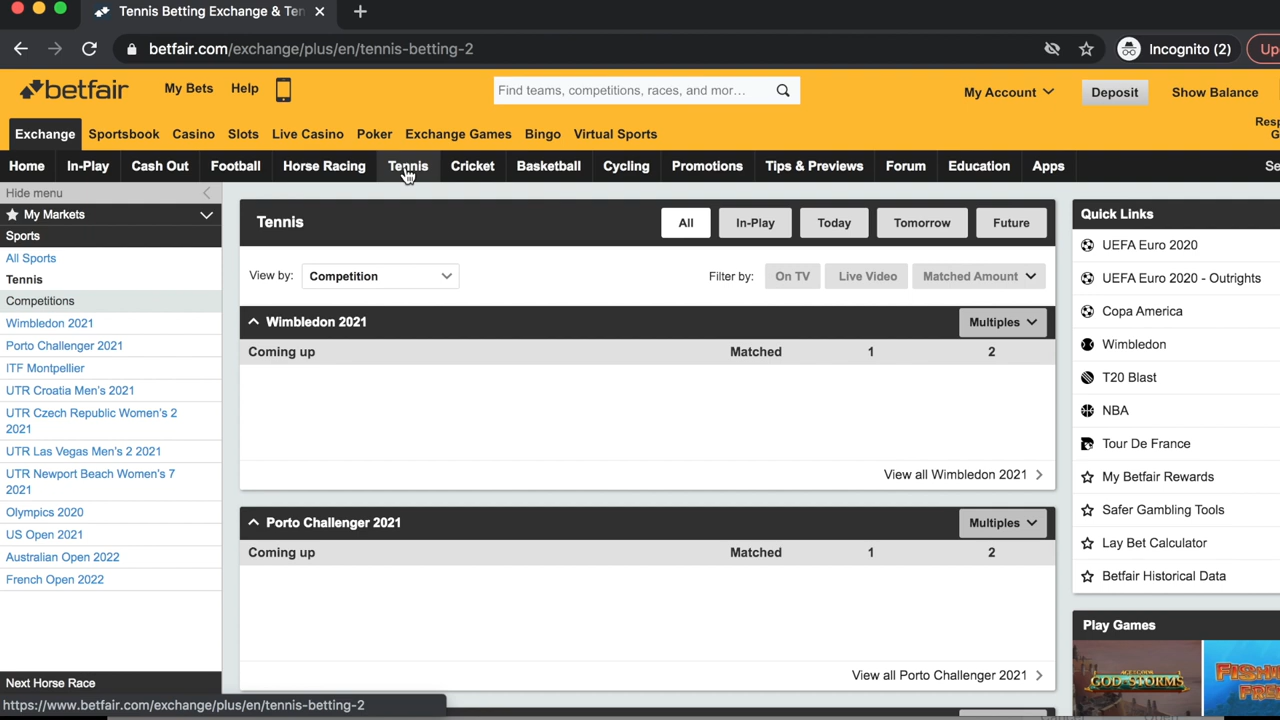 Tennis Betting Exchange & Ten
betfair.com/exchange/plus/en/tennis-betting-2
Incognito (2)
Up
betfair
My Bets
Help
Find teams, competitions, races, and mor...
My Account
Deposit
Show Balance
Exchange
Sportsbook
Casino
Slots
Live Casino
Poker
Exchange Games
Bingo
Virtual Sports
Resp
G
Home
In-Play
Cash Out
Football
Horse Racing
Tennis
Cricket
Basketball
Cycling
Promotions
Tips & Previews
Forum
Education
Apps
Se
Hide menu
My Markets
Sports
All Sports
Tennis
Competitions
Wimbledon 2021
Porto Challenger 2021
ITF Montpellier
UTR Croatia Men's 2021
UTR Czech Republic Women's 2
2021
UTR Las Vegas Men's 2 2021
UTR Newport Beach Women's 7
2021
Olympics 2020
US Open 2021
Australian Open 2022
French Open 2022
Next Horse Race
https://www.betfair.com/exchange/plus/en/tennis-betting-2
Tennis
All
In-Play
Today
Tomorrow
Future
View by:
Competition
Filter by:
On TV
Live Video
Matched Amount
Wimbledon 2021
Multiples
Coming up
Matched
1
2
View all Wimbledon 2021
Porto Challenger 2021
Multiples
Coming up
Matched
1
2
View all Porto Challenger 2021
Quick Links
UEFA Euro 2020
UEFA Euro 2020 - Outrights
Copa America
Wimbledon
T20 Blast
NBA
Tour De France
My Betfair Rewards
Safer Gambling Tools
Lay Bet Calculator
Betfair Historical Data
Play Games
AGE OF THE GODS
GOD OF STORMS